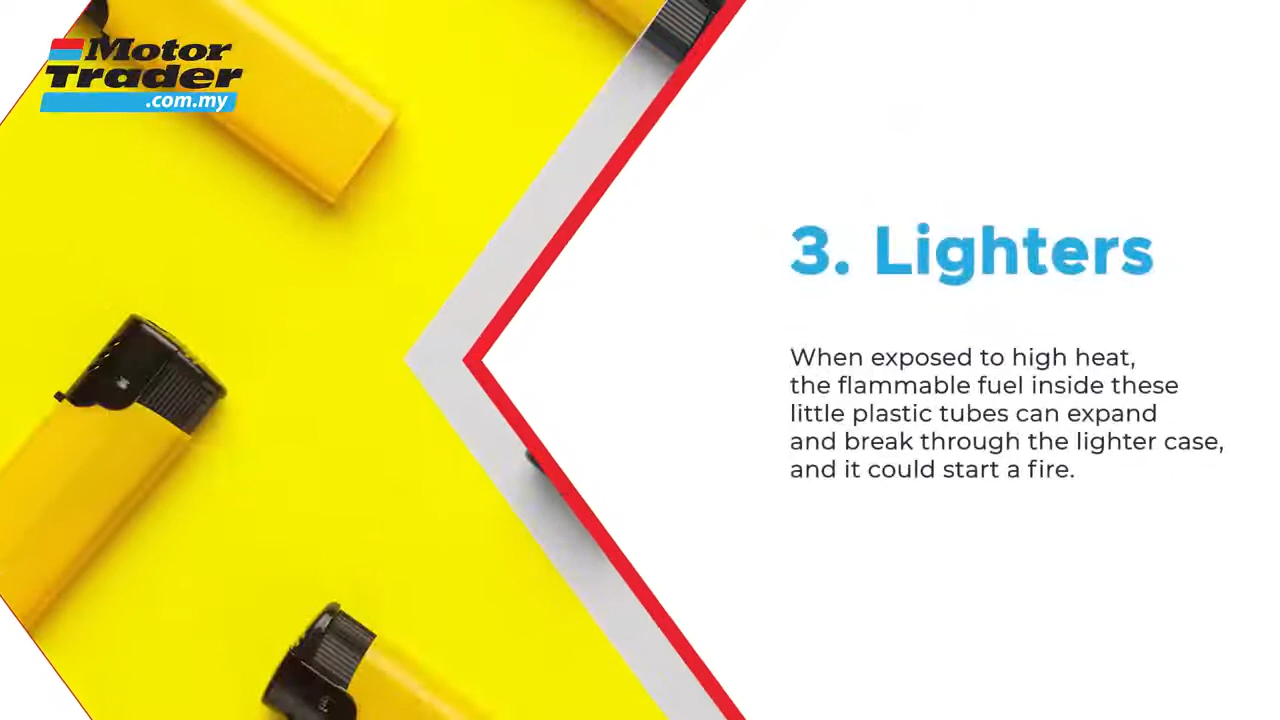 Motor
Trader
.com.my
3. Lighters
When exposed to high heat,
the flammable fuel inside these
little plastic tubes can expand
and break through the lighter case,
and it could start a fire.